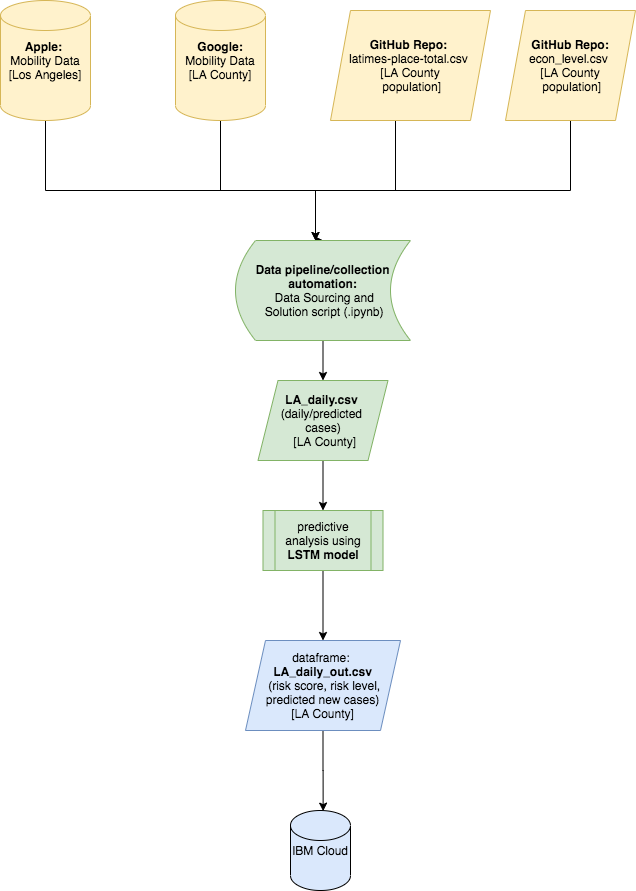 Apple:
Mobility Data
[Los Angeles]
Google:
Mobility Data
[LA County]
GitHub Repo:
latimes-place-total.csv
[LA County
population]
GitHub Repo:
econ_level.csv
[LA County
population]
Data pipeline/collection
automation:
Data Sourcing and
Solution script (.ipynb)
LA_daily.csv
(daily/predicted
cases)
[LA County]
predictive
analysis using
LSTM model
dataframe:
LA_daily_out.csv
(risk score, risk level,
predicted new cases)
[LA County]
IBM Cloud